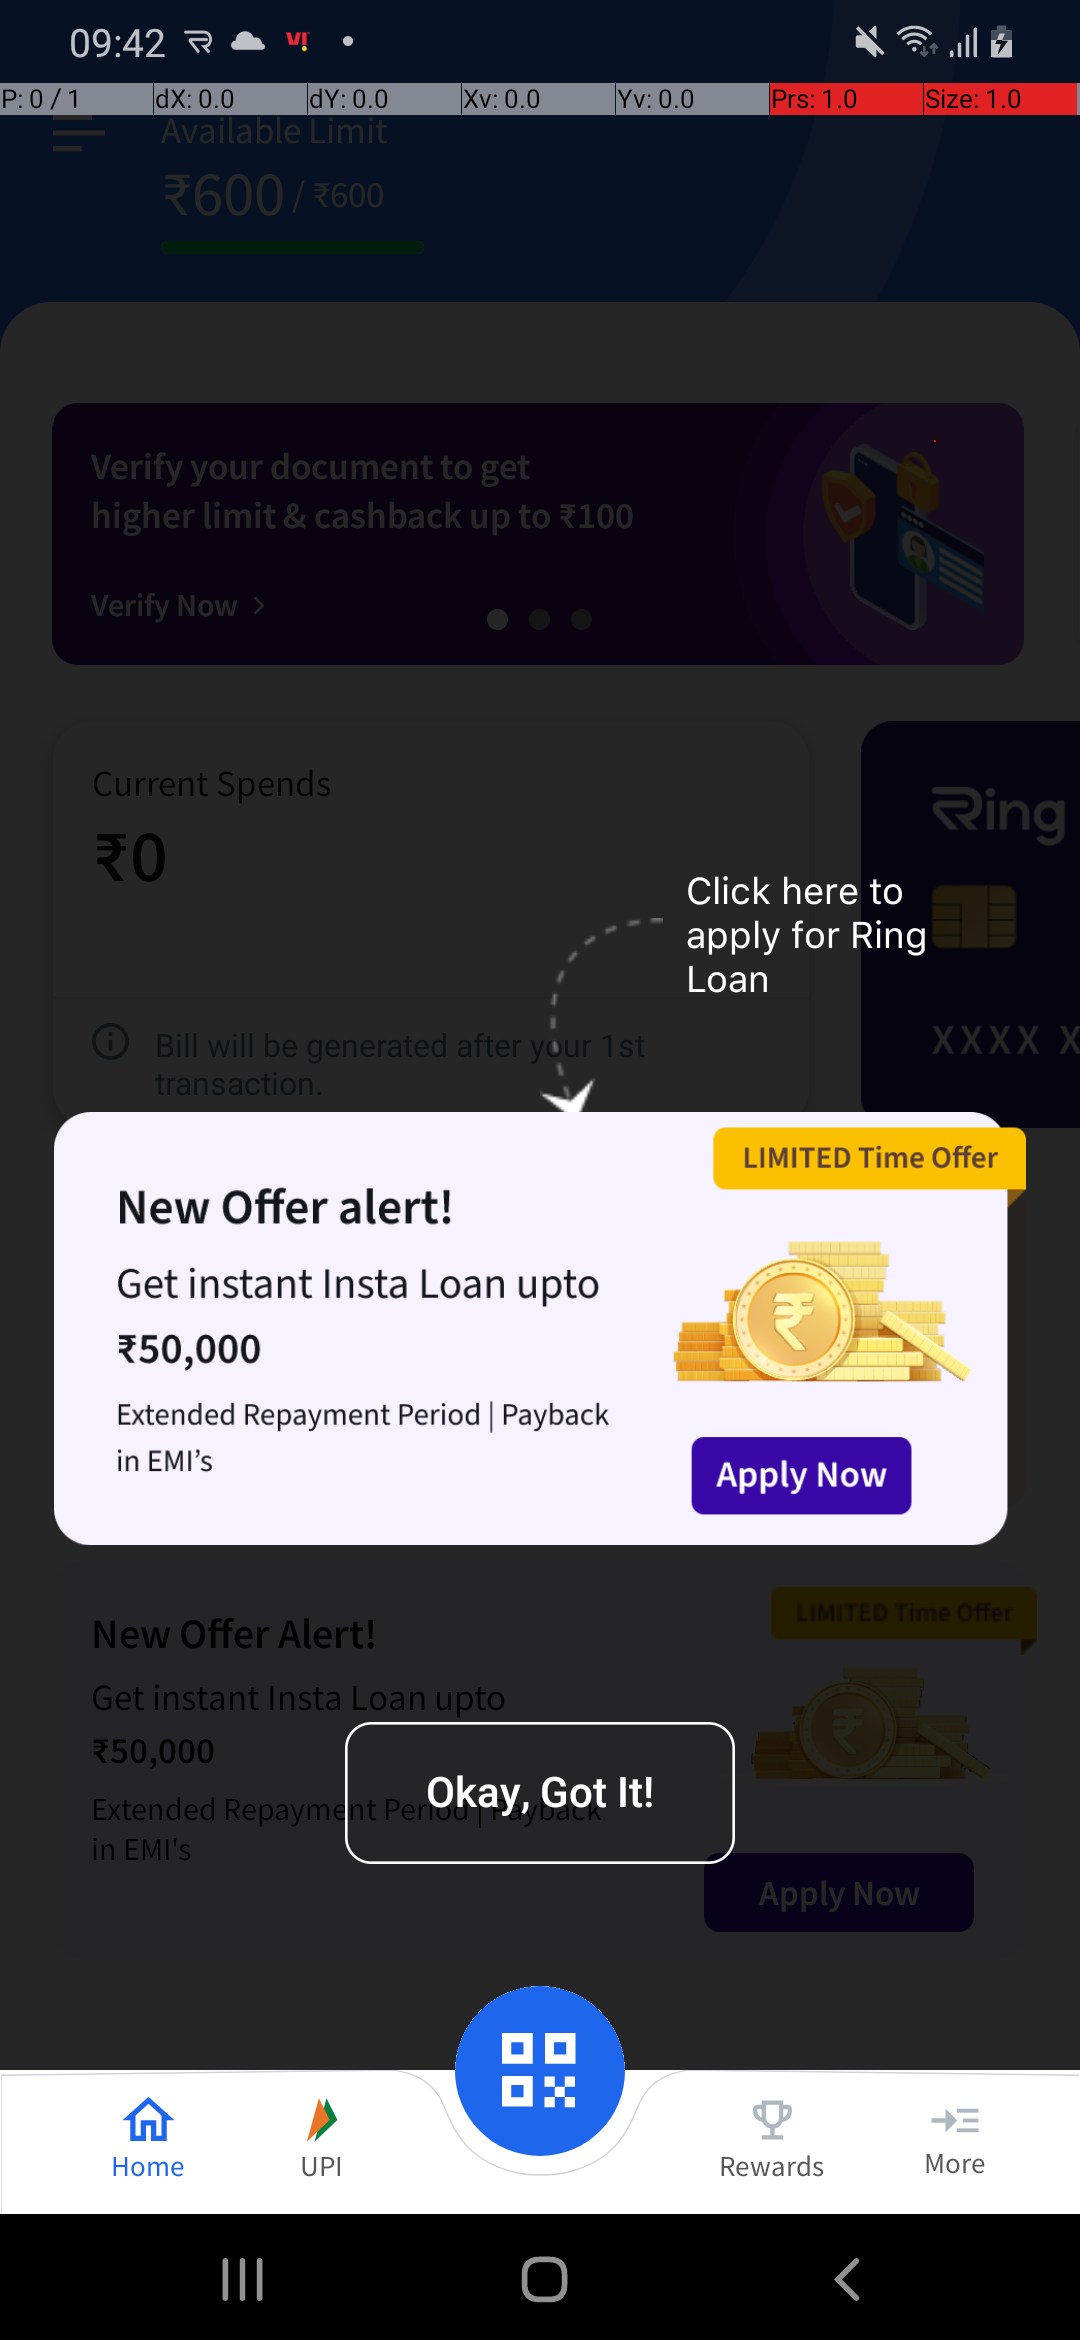 09:42
P: 0 / 1 dX: 0.0 dY: 0.0 Xv: 0.0 Yv: 0.0 Prs: 1.0 Size: 1.0
Available Limit
₹600 / ₹600
Verify your document to get
higher limit & cashback up to ₹100
Verify Now >
Current Spends
₹0
Ring
Click here to
apply for Ring
Loan
XXXX X
Bill will be generated after your 1st
transaction.
LIMITED Time Offer
New Offer alert!
Get instant Insta Loan upto
₹50,000
Extended Repayment Period | Payback
in EMI’s
Apply Now
LIMITED Time Offer
New Offer Alert!
Get instant Insta Loan upto
₹50,000
Okay, Got It!
Extended Repayment Period | Payback
in EMI's
Apply Now
Home UPI Rewards More